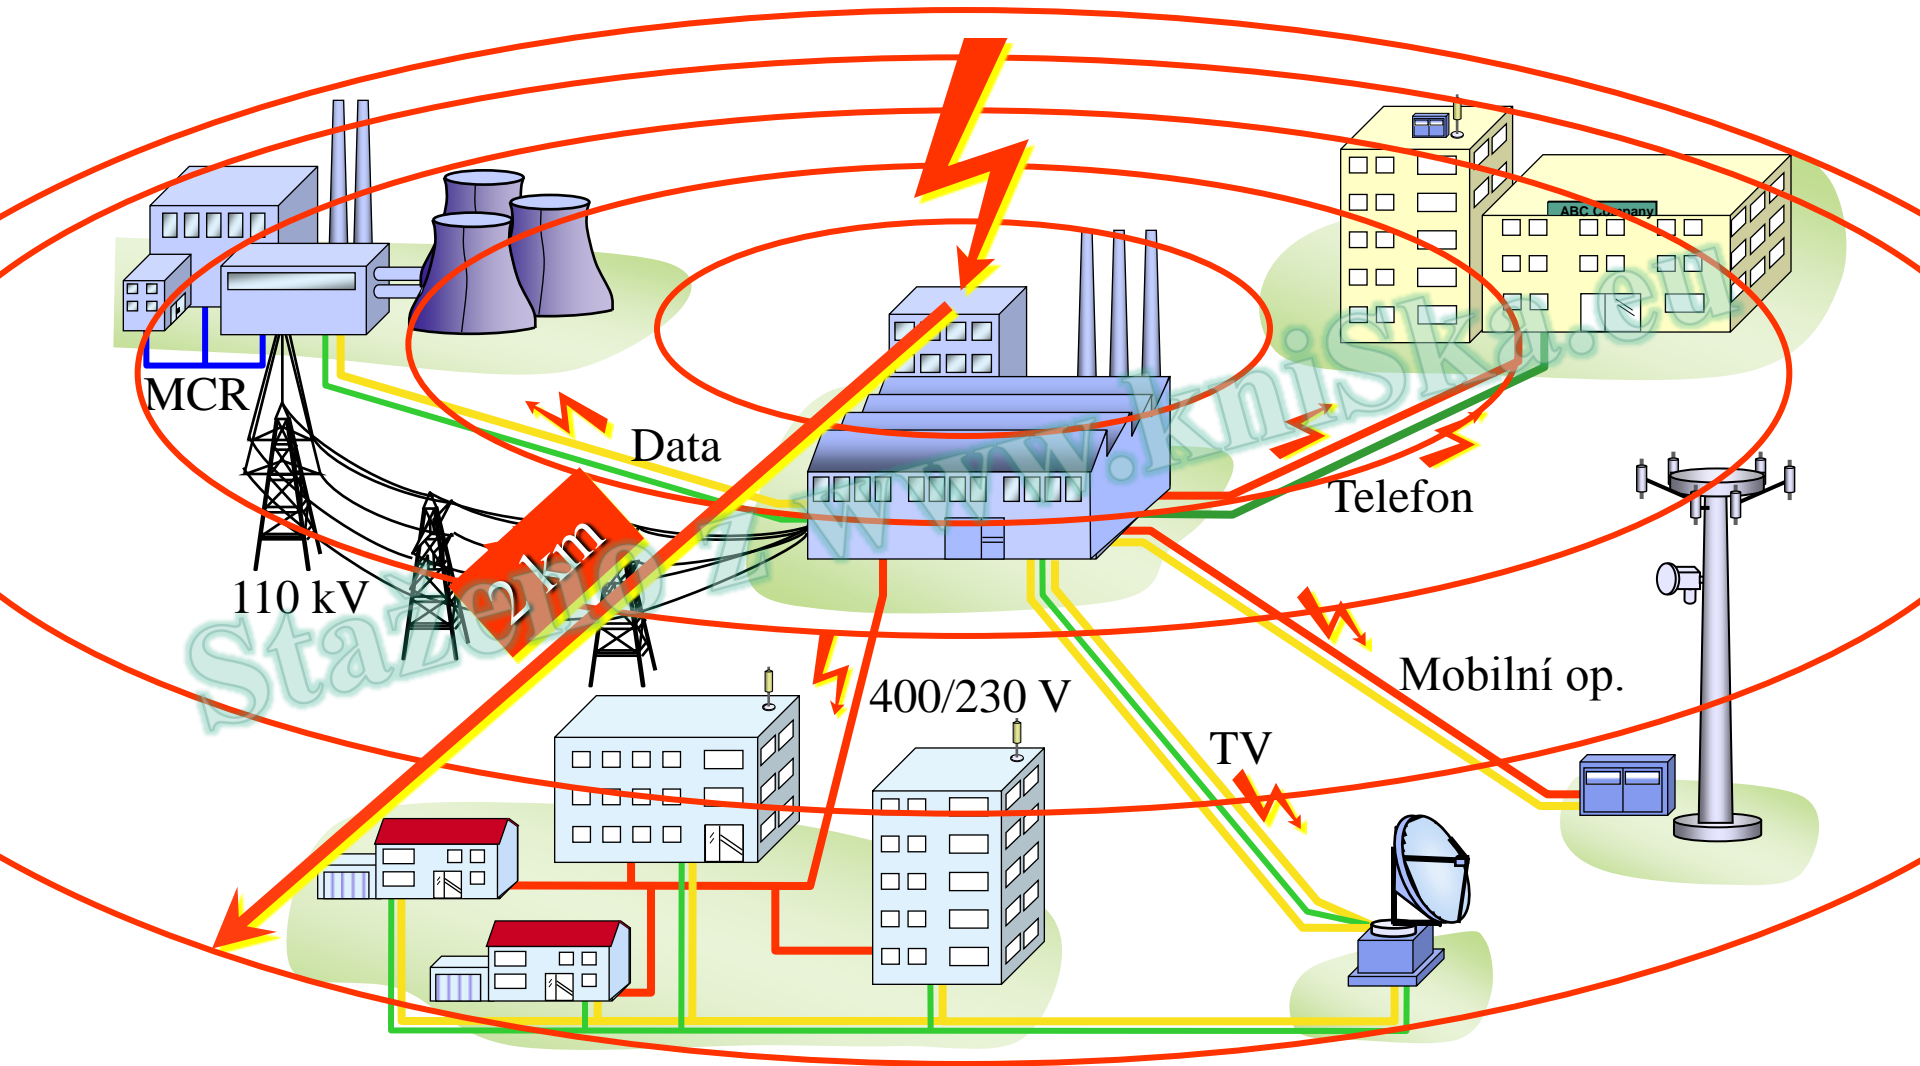 ABC Company
MCR
Data
Telefon
110 kV
2 km
400/230 V
Mobilní op.
TV
Staženo z www.kniSka.eu